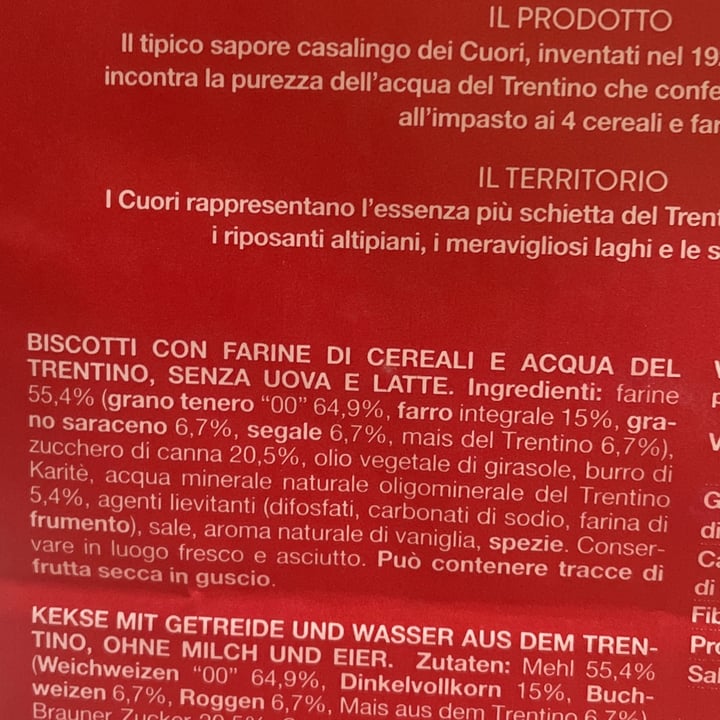 IL PRODOTTO
Il tipico sapore casalingo dei Cuori, inventati nel 19
incontra la purezza dell'acqua del Trentino che
all'impasto ai 4 cereali e
IL TERRITORIO
I Cuori rappresentano l'essenza più schietta del
i riposanti altipiani, i meravigliosi laghi e le
BISCOTTI CON FARINE DI CEREALI E ACQUA DEL
TRENTINO, SENZA UOVA E LATTE. Ingredienti: farine
55,4% (grano tenero "00" 64,9%, farro integrale 15%, gra-
no saraceno 6,7%, segale 6,7%, mais del Trentino 6,7%),
zucchero di canna 20,5%, olio vegetale di girasole, burro di
Karitè, acqua minerale naturale oligominerale del Trentino
5,4%, agenti lievitanti (difosfati, carbonati di sodio, farina di
frumento), sale, aroma naturale di vaniglia, spezie. Conser-
vare in luogo fresco e asciutto. Può contenere tracce di
frutta secca in guscio.
KEKSE MIT GETREIDE UND WASSER AUS DEM TREN-
TINO, OHNE MILCH UND EIER. Zutaten: Mehl 55,4%
(Weichweizen "00" 64,9%, Dinkelvollkorn 15%, Buch-
weizen 6,7%, Roggen 6,7%, Mais aus dem Trentino 6,7%)
Brauner Zucker
di
di